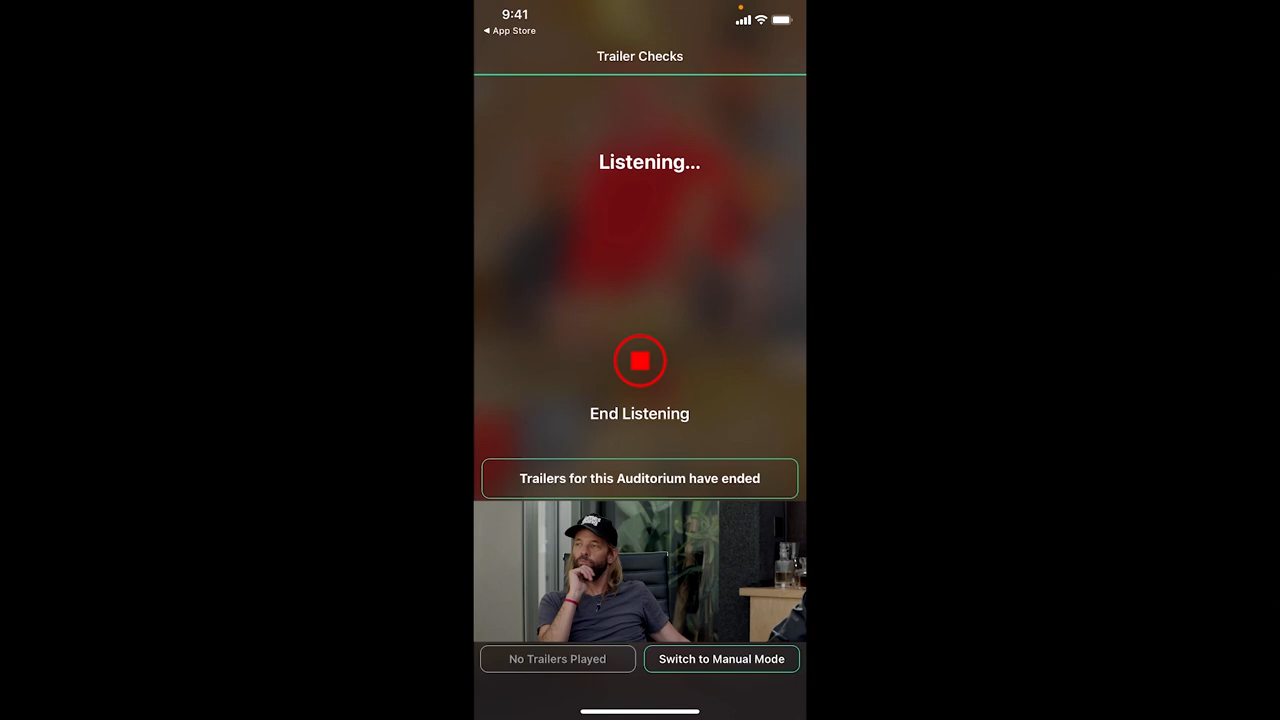 9:41
◀ App Store
Trailer Checks
Listening...
End Listening
Trailers for this Auditorium have ended
No Trailers Played
Switch to Manual Mode